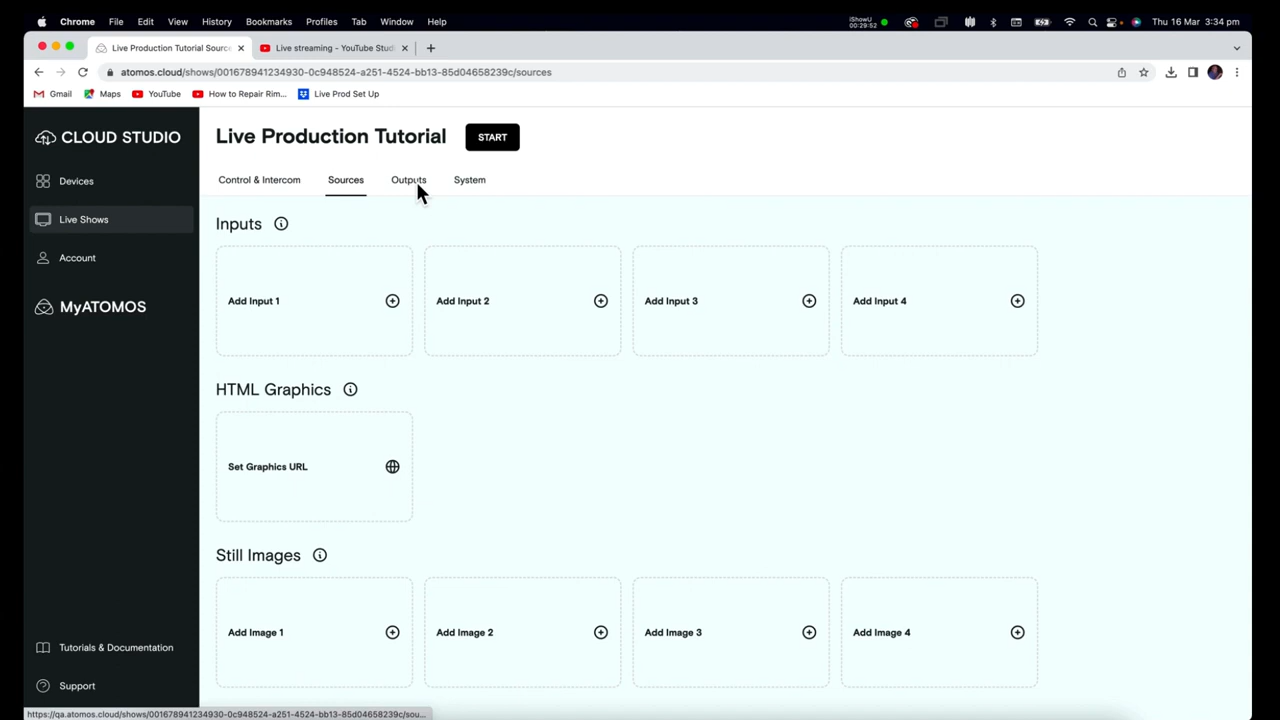 Chrome File Edit View History Bookmarks Profiles Tab Window Help iShowU 00:29:52 Thu 16 Mar 3:34 pm
Live Production Tutorial Source Live streaming - YouTube Stud
atomos.cloud/shows/001678941234930-0c948524-a251-4524-bb13-85d04658239c/sources
Gmail Maps YouTube How to Repair Rim... Live Prod Set Up
CLOUD STUDIO
Devices
Live Shows
Account
MyATOMOS
Tutorials & Documentation
Support
Live Production Tutorial START
Control & Intercom Sources Outputs System
Inputs
Add Input 1 Add Input 2 Add Input 3 Add Input 4
HTML Graphics
Set Graphics URL
Still Images
Add Image 1 Add Image 2 Add Image 3 Add Image 4
https://qa.atomos.cloud/shows/001678941234930-0c948524-a251-4524-bb13-85d04658239c/sou...